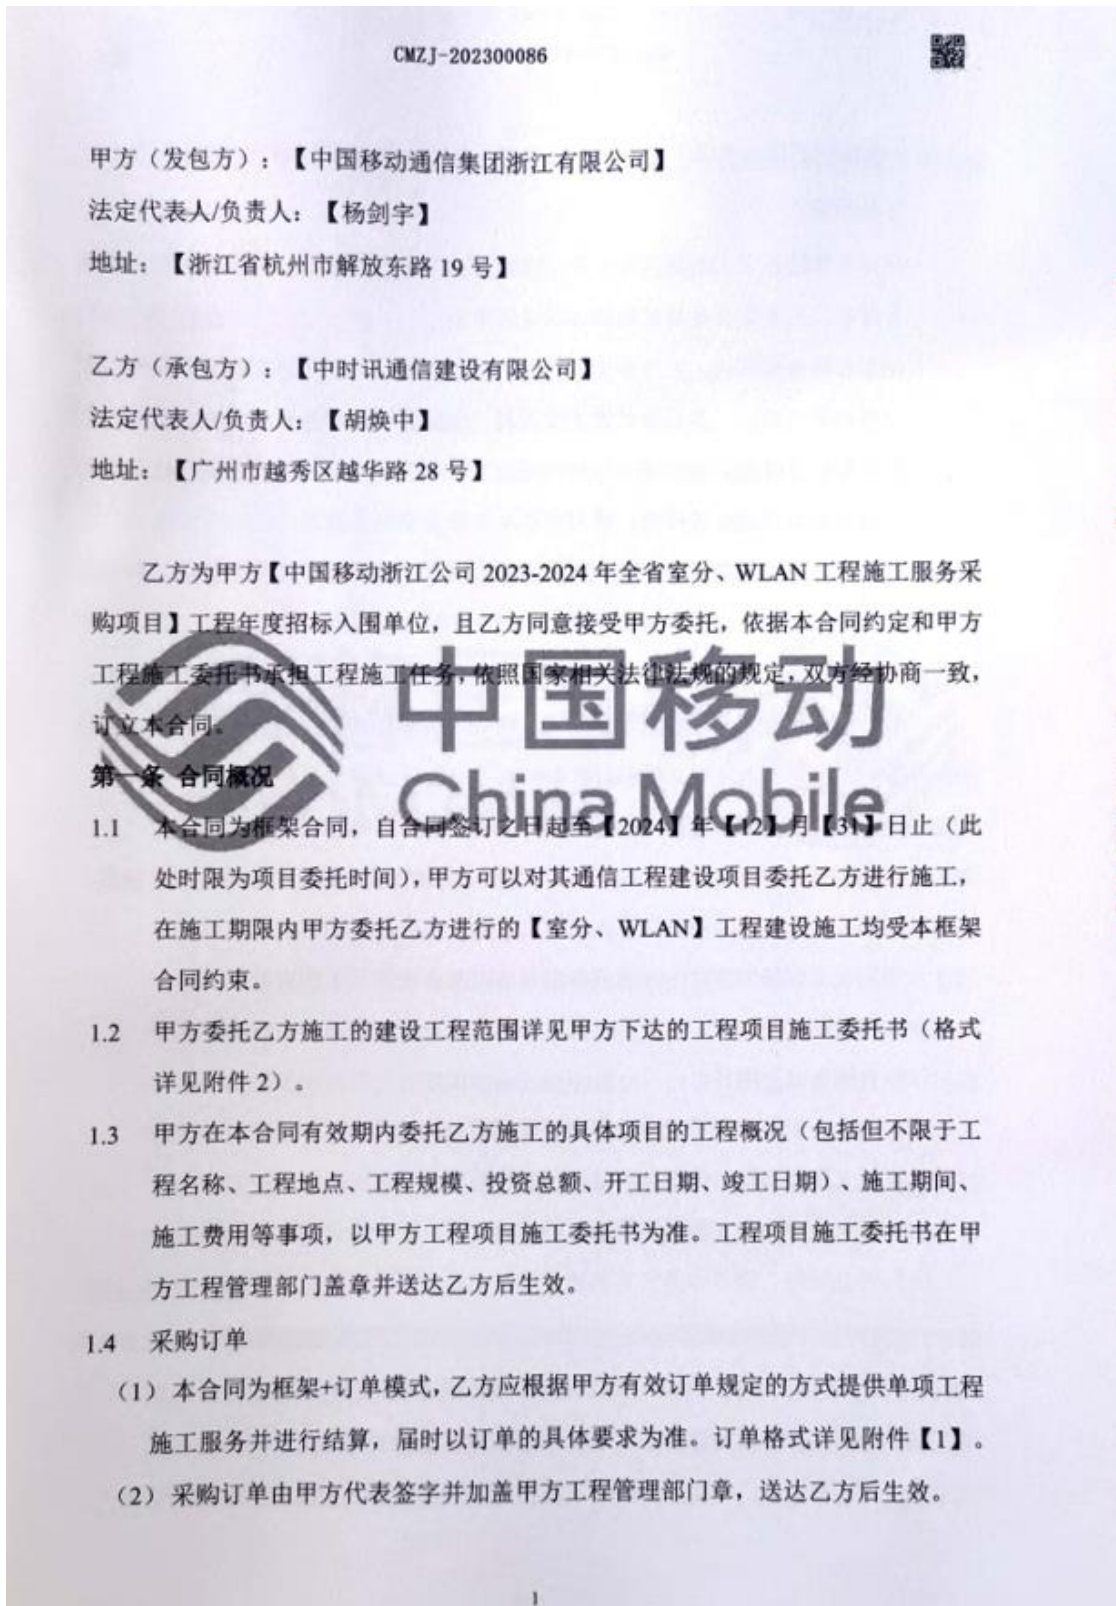 CMZJ-202300086
甲方（发包方）：【中国移动通信集团浙江有限公司】
法定代表人/负责人：【杨剑宇】
地址：【浙江省杭州市解放东路 19 号】
乙方（承包方）：【中时讯通信建设有限公司】
法定代表人/负责人：【胡焕中】
地址：【广州市越秀区越华路 28 号】
乙方为甲方【中国移动浙江公司 2023-2024 年全省室分、WLAN 工程施工服务采
购项目】工程年度招标入围单位，且乙方同意接受甲方委托，依据本合同约定和甲方
工程施工委托书承担工程施工任务，依照国家相关法律法规的规定，双方经协商一致，
订立本合同。
中国移动
China Mobile
第一条 合同概况
1.1 本合同为框架合同，自合同签订之日起至【2024】年【12】月【31】日止（此
处时限为项目委托时间），甲方可以对其通信工程建设项目委托乙方进行施工，
在施工期限内甲方委托乙方进行的【室分、WLAN】工程建设施工均受本框架
合同约束。
1.2 甲方委托乙方施工的建设工程范围详见甲方下达的工程项目施工委托书（格式
详见附件 2）。
1.3 甲方在本合同有效期内委托乙方施工的具体项目的工程概况（包括但不限于工
程名称、工程地点、工程规模、投资总额、开工日期、竣工日期）、施工期间、
施工费用等事项，以甲方工程项目施工委托书为准。工程项目施工委托书在甲
方工程管理部门盖章并送达乙方后生效。
1.4 采购订单
（1）本合同为框架+订单模式，乙方应根据甲方有效订单规定的方式提供单项工程
施工服务并进行结算，届时以订单的具体要求为准。订单格式详见附件【1】。
（2）采购订单由甲方代表签字并加盖甲方工程管理部门章，送达乙方后生效。
1